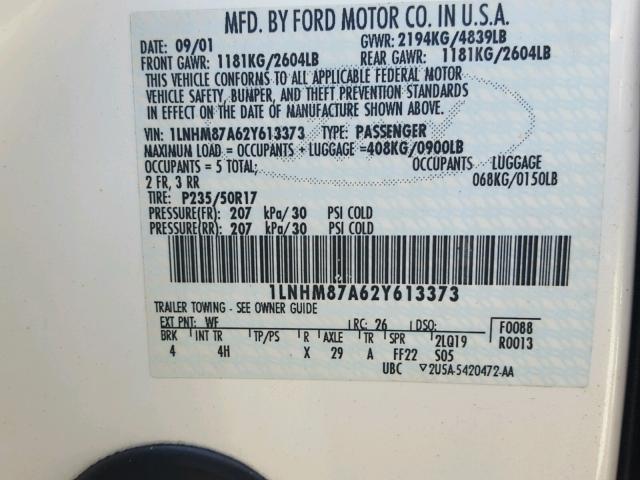 MFD. BY FORD MOTOR CO. IN U.S.A.
DATE: 09/01 GVWR: 2194KG/4839LB
FRONT GAWR: 1181KG/2604LB REAR GAWR: 1181KG/2604LB
THIS VEHICLE CONFORMS TO ALL APPLICABLE FEDERAL MOTOR
VEHICLE SAFETY, BUMPER, AND THEFT PREVENTION STANDARDS
IN EFFECT ON THE DATE OF MANUFACTURE SHOWN ABOVE.
VIN: 1LNHM87A62Y613373 TYPE: PASSENGER
MAXIMUM LOAD = OCCUPANTS + LUGGAGE =408KG/0900LB
OCCUPANTS = 5 TOTAL; OCCUPANTS LUGGAGE
2 FR, 3 RR 068KG/0150LB
TIRE: P235/50R17
PRESSURE(FR): 207 kPa/30 PSI COLD
PRESSURE(RR): 207 kPa/30 PSI COLD
1LNHM87A62Y613373
TRAILER TOWING - SEE OWNER GUIDE
EXT PNT: WF RC: 26 DSO: F0088
BRK INT TR TP/PS R AXLE TR SPR 2LQ19 R0013
4 4H X 29 A FF22 S05
UBC ▽2U5A-5420472-AA